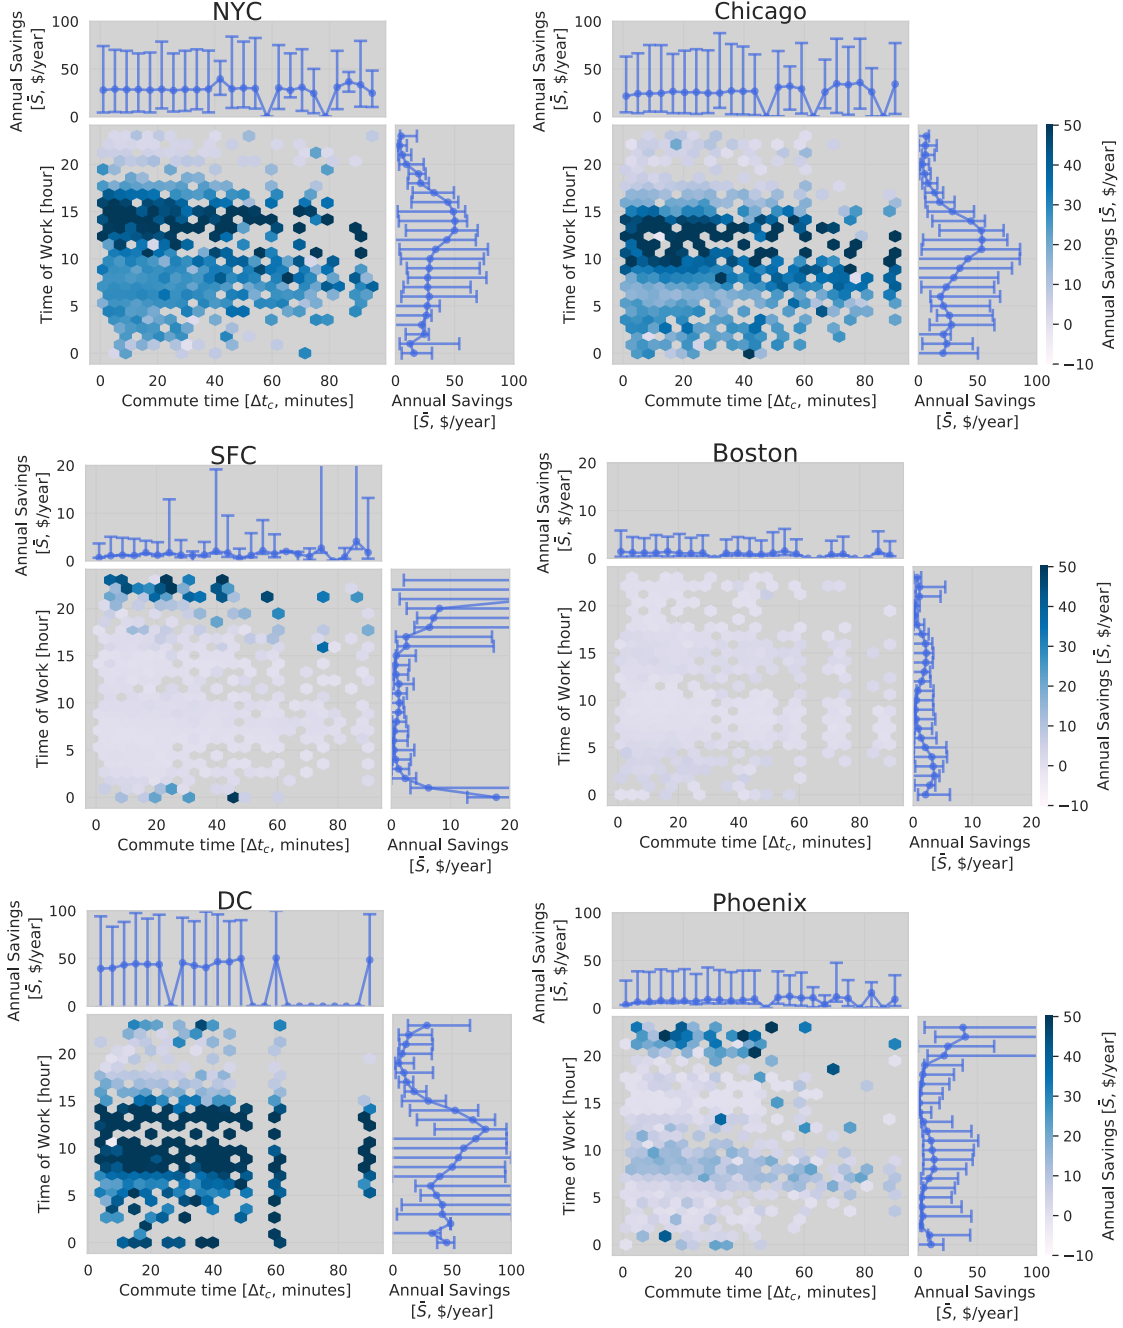 NYC
Annual Savings
[S̄, $/year]
100
50
0
Time of Work [hour]
20
15
10
5
0
0 20 40 60 80 100
Commute time [Δt_c, minutes]
0 50 100
Annual Savings
[S̄, $/year]
Chicago
Annual Savings
[S̄, $/year]
100
50
0
Time of Work [hour]
20
15
10
5
0
0 20 40 60 80 100
Commute time [Δt_c, minutes]
0 50 100
Annual Savings
[S̄, $/year]
50
40
30
20
10
0
−10
Annual Savings [S̄, $/year]
SFC
Annual Savings
[S̄, $/year]
20
10
0
Time of Work [hour]
20
15
10
5
0
0 20 40 60 80
Commute time [Δt_c, minutes]
0 10 20
Annual Savings
[S̄, $/year]
Boston
Annual Savings
[S̄, $/year]
20
10
0
Time of Work [hour]
20
15
10
5
0
0 20 40 60 80
Commute time [Δt_c, minutes]
0 10 20
Annual Savings
[S̄, $/year]
50
40
30
20
10
0
−10
Annual Savings [S̄, $/year]
DC
Annual Savings
[S̄, $/year]
100
50
0
Time of Work [hour]
20
15
10
5
0
0 20 40 60 80
Commute time [Δt_c, minutes]
0 50 100
Annual Savings
[S̄, $/year]
Phoenix
Annual Savings
[S̄, $/year]
100
50
0
Time of Work [hour]
20
15
10
5
0
0 20 40 60 80
Commute time [Δt_c, minutes]
0 50 100
Annual Savings
[S̄, $/year]
50
40
30
20
10
0
−10
Annual Savings [S̄, $/year]